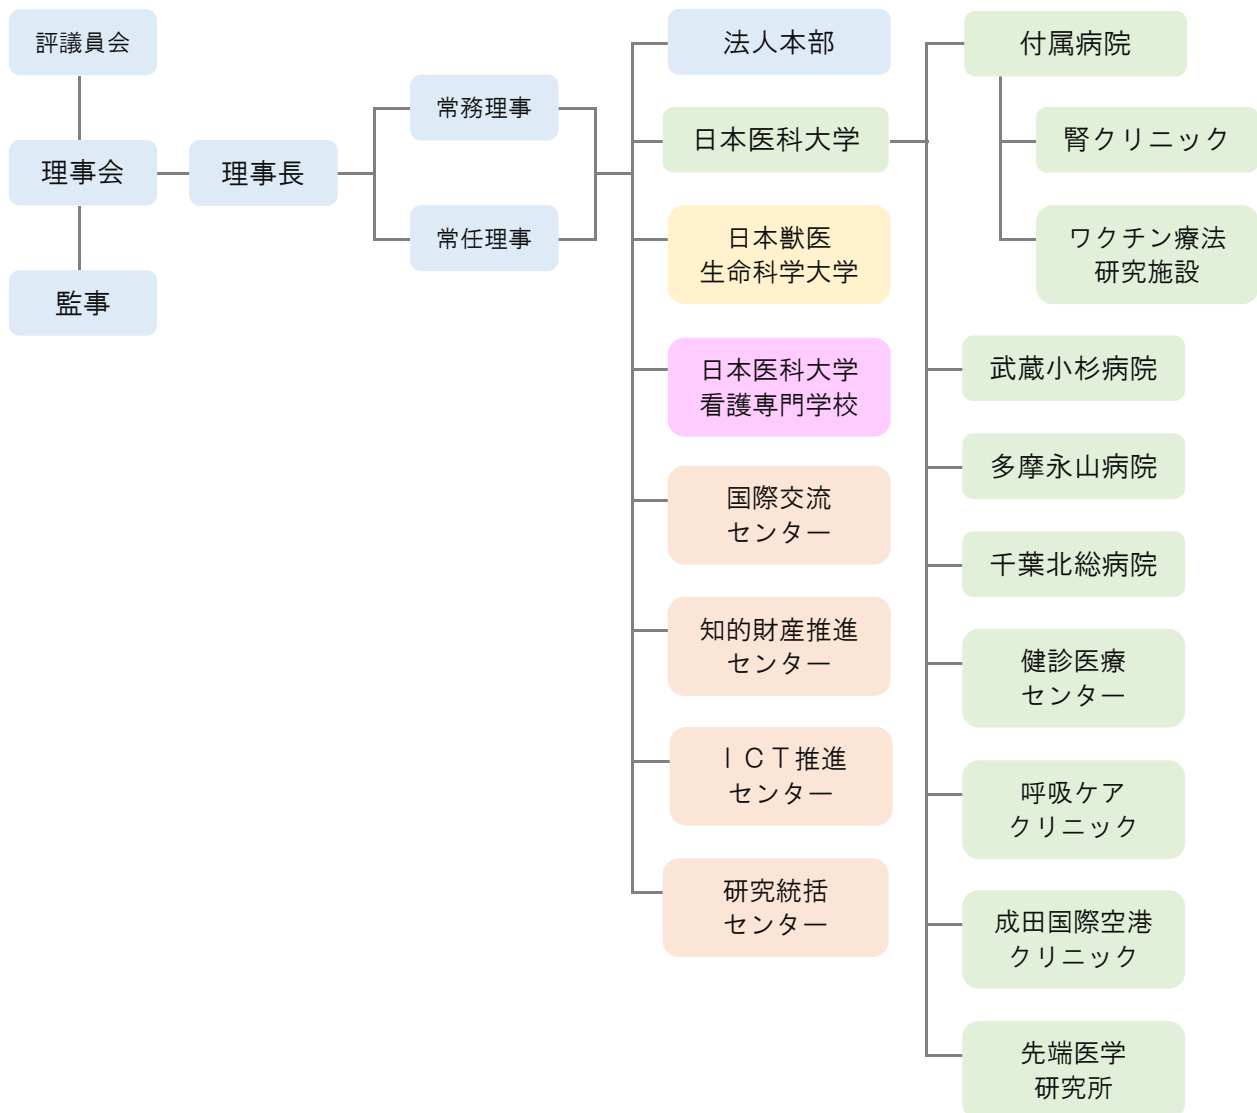 評議員会
理事会
監事
理事長
常務理事
常任理事
法人本部
日本医科大学
日本獣医
生命科学大学
日本医科大学
看護専門学校
国際交流
センター
知的財産推進
センター
ＩＣＴ推進
センター
研究統括
センター
付属病院
腎クリニック
ワクチン療法
研究施設
武蔵小杉病院
多摩永山病院
千葉北総病院
健診医療
センター
呼吸ケア
クリニック
成田国際空港
クリニック
先端医学
研究所